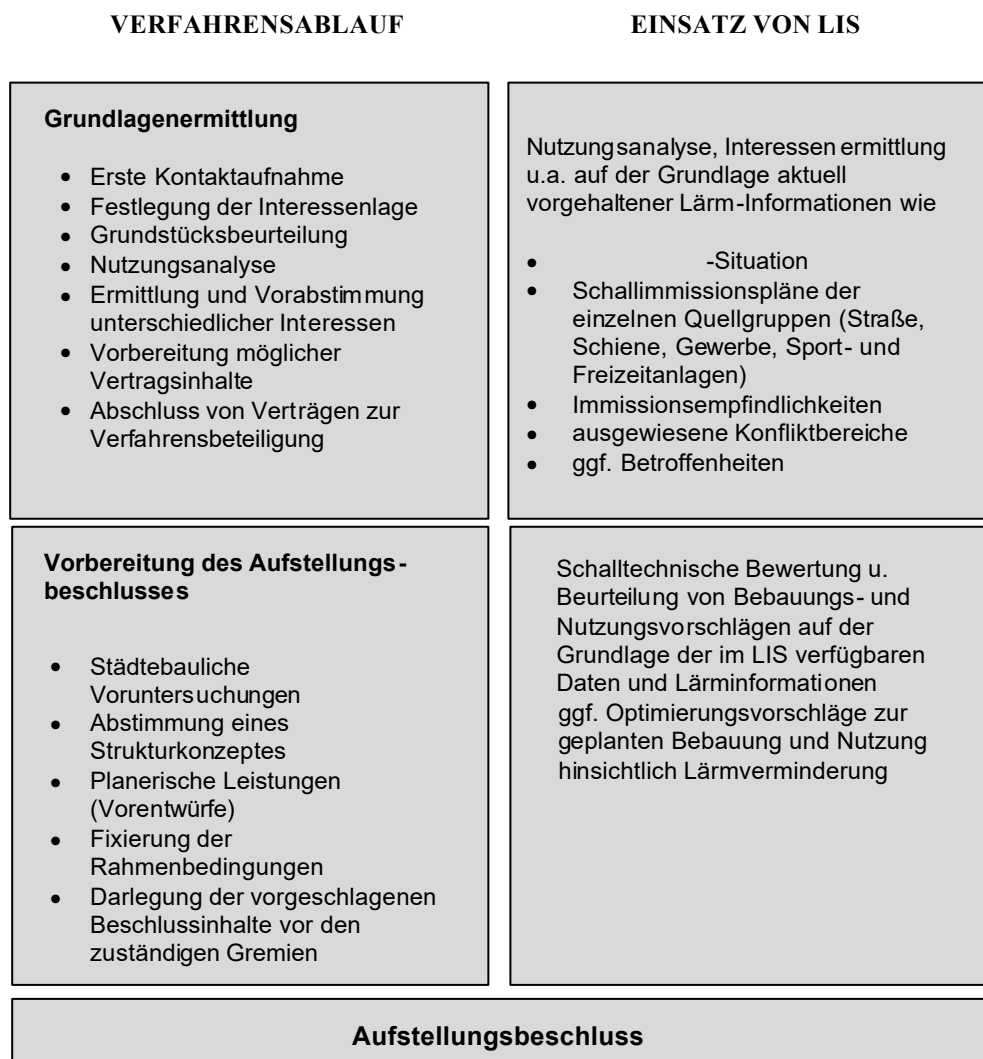 VERFAHRENSABLAUF
EINSATZ VON LIS
Grundlagenermittlung
• Erste Kontaktaufnahme
• Festlegung der Interessenlage
• Grundstücksbeurteilung
• Nutzungsanalyse
• Ermittlung und Vorabstimmung
unterschiedlicher Interessen
• Vorbereitung möglicher
Vertragsinhalte
• Abschluss von Verträgen zur
Verfahrensbeteiligung
Nutzungsanalyse, Interessen ermittlung
u.a. auf der Grundlage aktuell
vorgehaltener Lärm-Informationen wie
• -Situation
• Schallimmissionspläne der
einzelnen Quellgruppen (Straße,
Schiene, Gewerbe, Sport- und
Freizeitanlagen)
• Immissionsempfindlichkeiten
• ausgewiesene Konfliktbereiche
• ggf. Betroffenheiten
Vorbereitung des Aufstellungs-
beschlusses
• Städtebauliche
Voruntersuchungen
• Abstimmung eines
Strukturkonzeptes
• Planerische Leistungen
(Vorentwürfe)
• Fixierung der
Rahmenbedingungen
• Darlegung der vorgeschlagenen
Beschlussinhalte vor den
zuständigen Gremien
Schalltechnische Bewertung u.
Beurteilung von Bebauungs- und
Nutzungsvorschlägen auf der
Grundlage der im LIS verfügbaren
Daten und Lärminformationen
ggf. Optimierungsvorschläge zur
geplanten Bebauung und Nutzung
hinsichtlich Lärmverminderung
Aufstellungsbeschluss